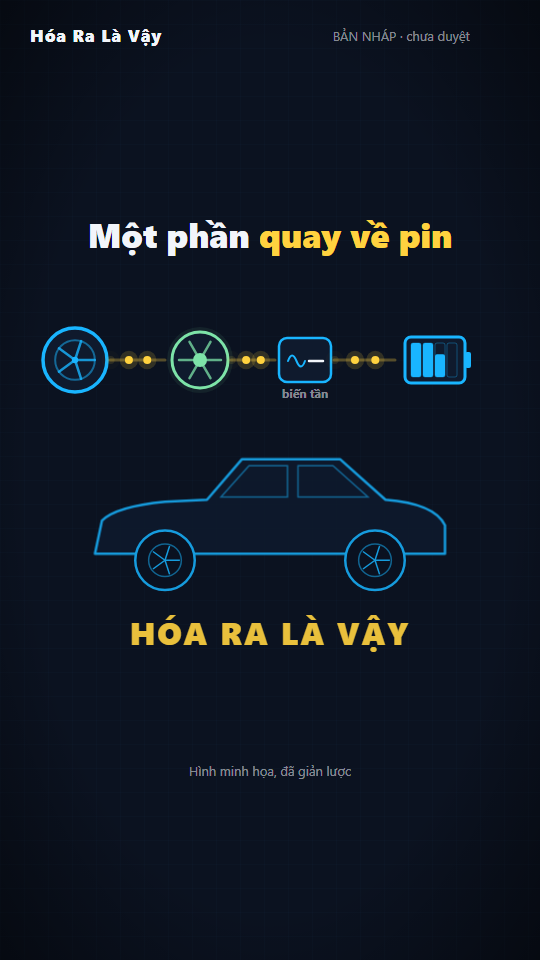 Hóa Ra Là Vậy
BẢN NHÁP · chưa duyệt
Một phần quay về pin
biến tần
HÓA RA LÀ VẬY
Hình minh họa, đã giản lược